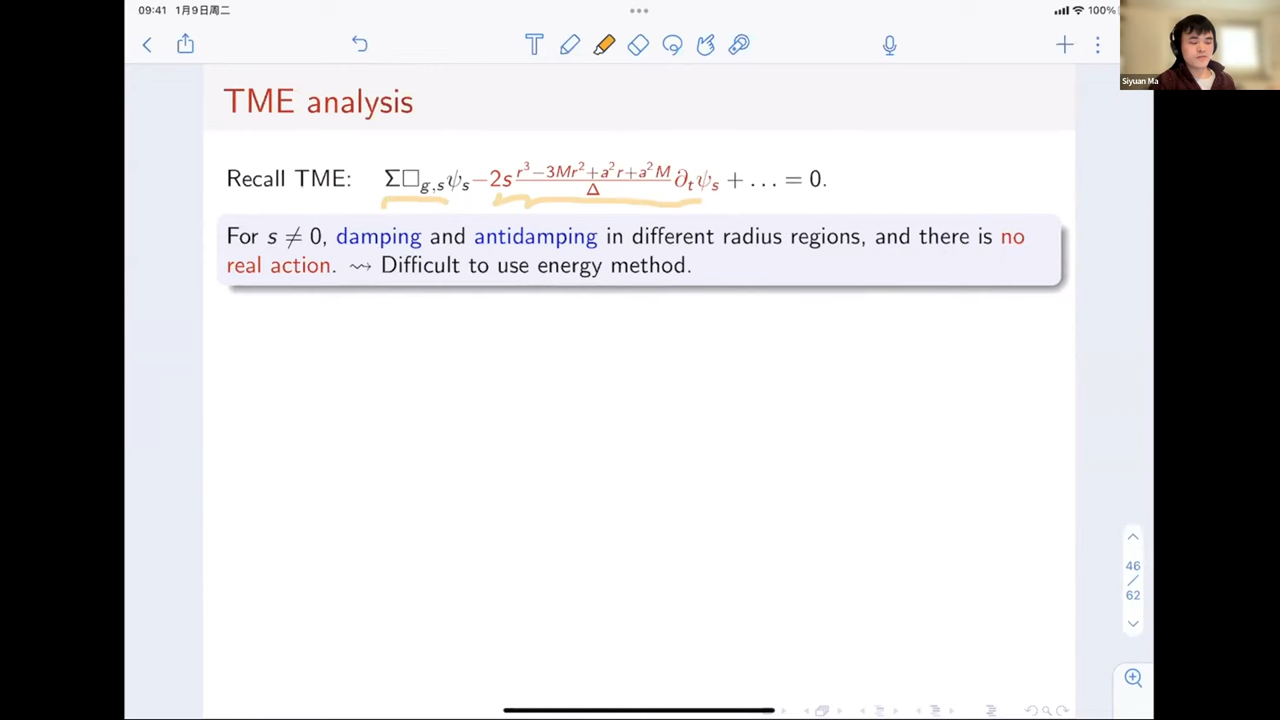 09:41 1月9日周二
100%
Siyuan Ma
TME analysis
Recall TME: Σ□_{g,s}ψ_s −2s \frac{r^3−3Mr^2+a^2r+a^2M}{Δ} ∂_tψ_s + … = 0.
For s ≠ 0, damping and antidamping in different radius regions, and there is no
real action. ⇝ Difficult to use energy method.
46
/
62